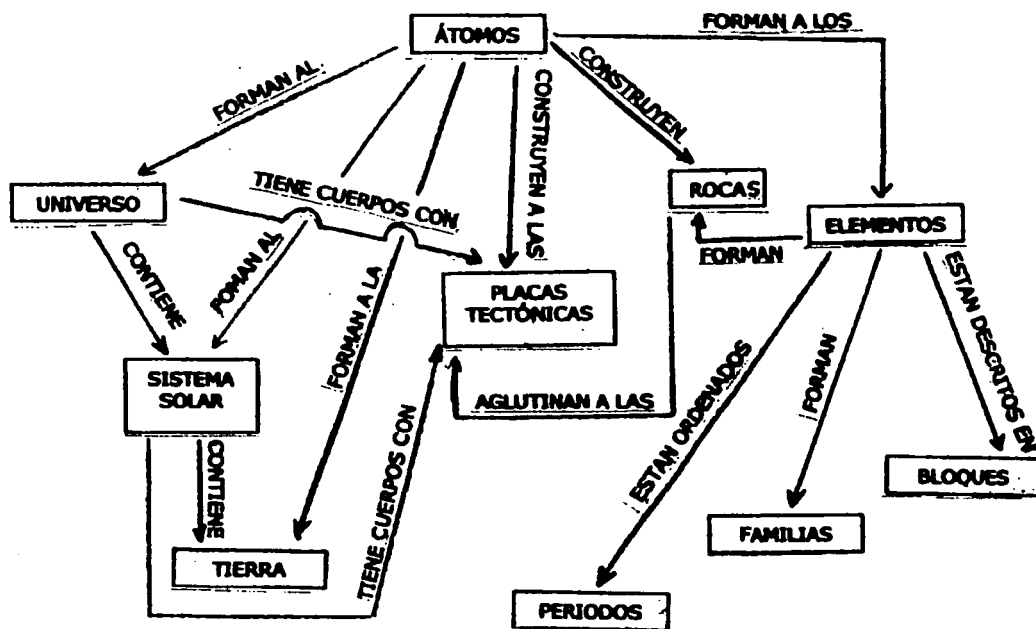 FORMAN A LOS
ÁTOMOS
FORMAN AL
CONSTRUYEN A LAS
CONSTRUYEN
ROCAS
UNIVERSO
TIENE CUERPOS CON
ELEMENTOS
FORMAN
CONTIENE
POMAN AL
FORMAN A LA
PLACAS
TECTÓNICAS
ESTAN DESCRITOS EN
SISTEMA
SOLAR
AGLUTINAN A LAS
ESTAN ORDENADOS
FORMAN
CONTIENE
TIENE CUERPOS CON
BLOQUES
FAMILIAS
TIERRA
PERIODOS